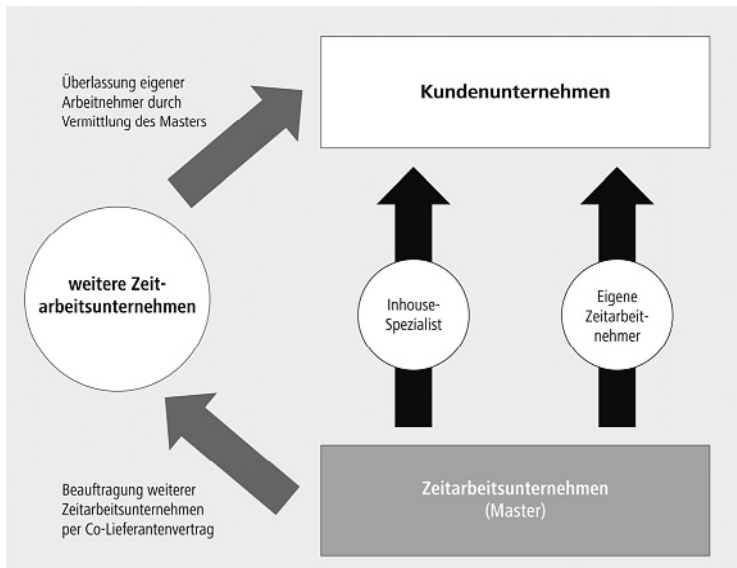 Überlassung eigener
Arbeitnehmer durch
Vermittlung des Masters
Kundenunternehmen
weitere Zeit-
arbeitsunternehmen
Inhouse-
Spezialist
Eigene
Zeitarbeit-
nehmer
Beauftragung weiterer
Zeitarbeitsunternehmen
per Co-Lieferantenvertrag
Zeitarbeitsunternehmen
(Master)